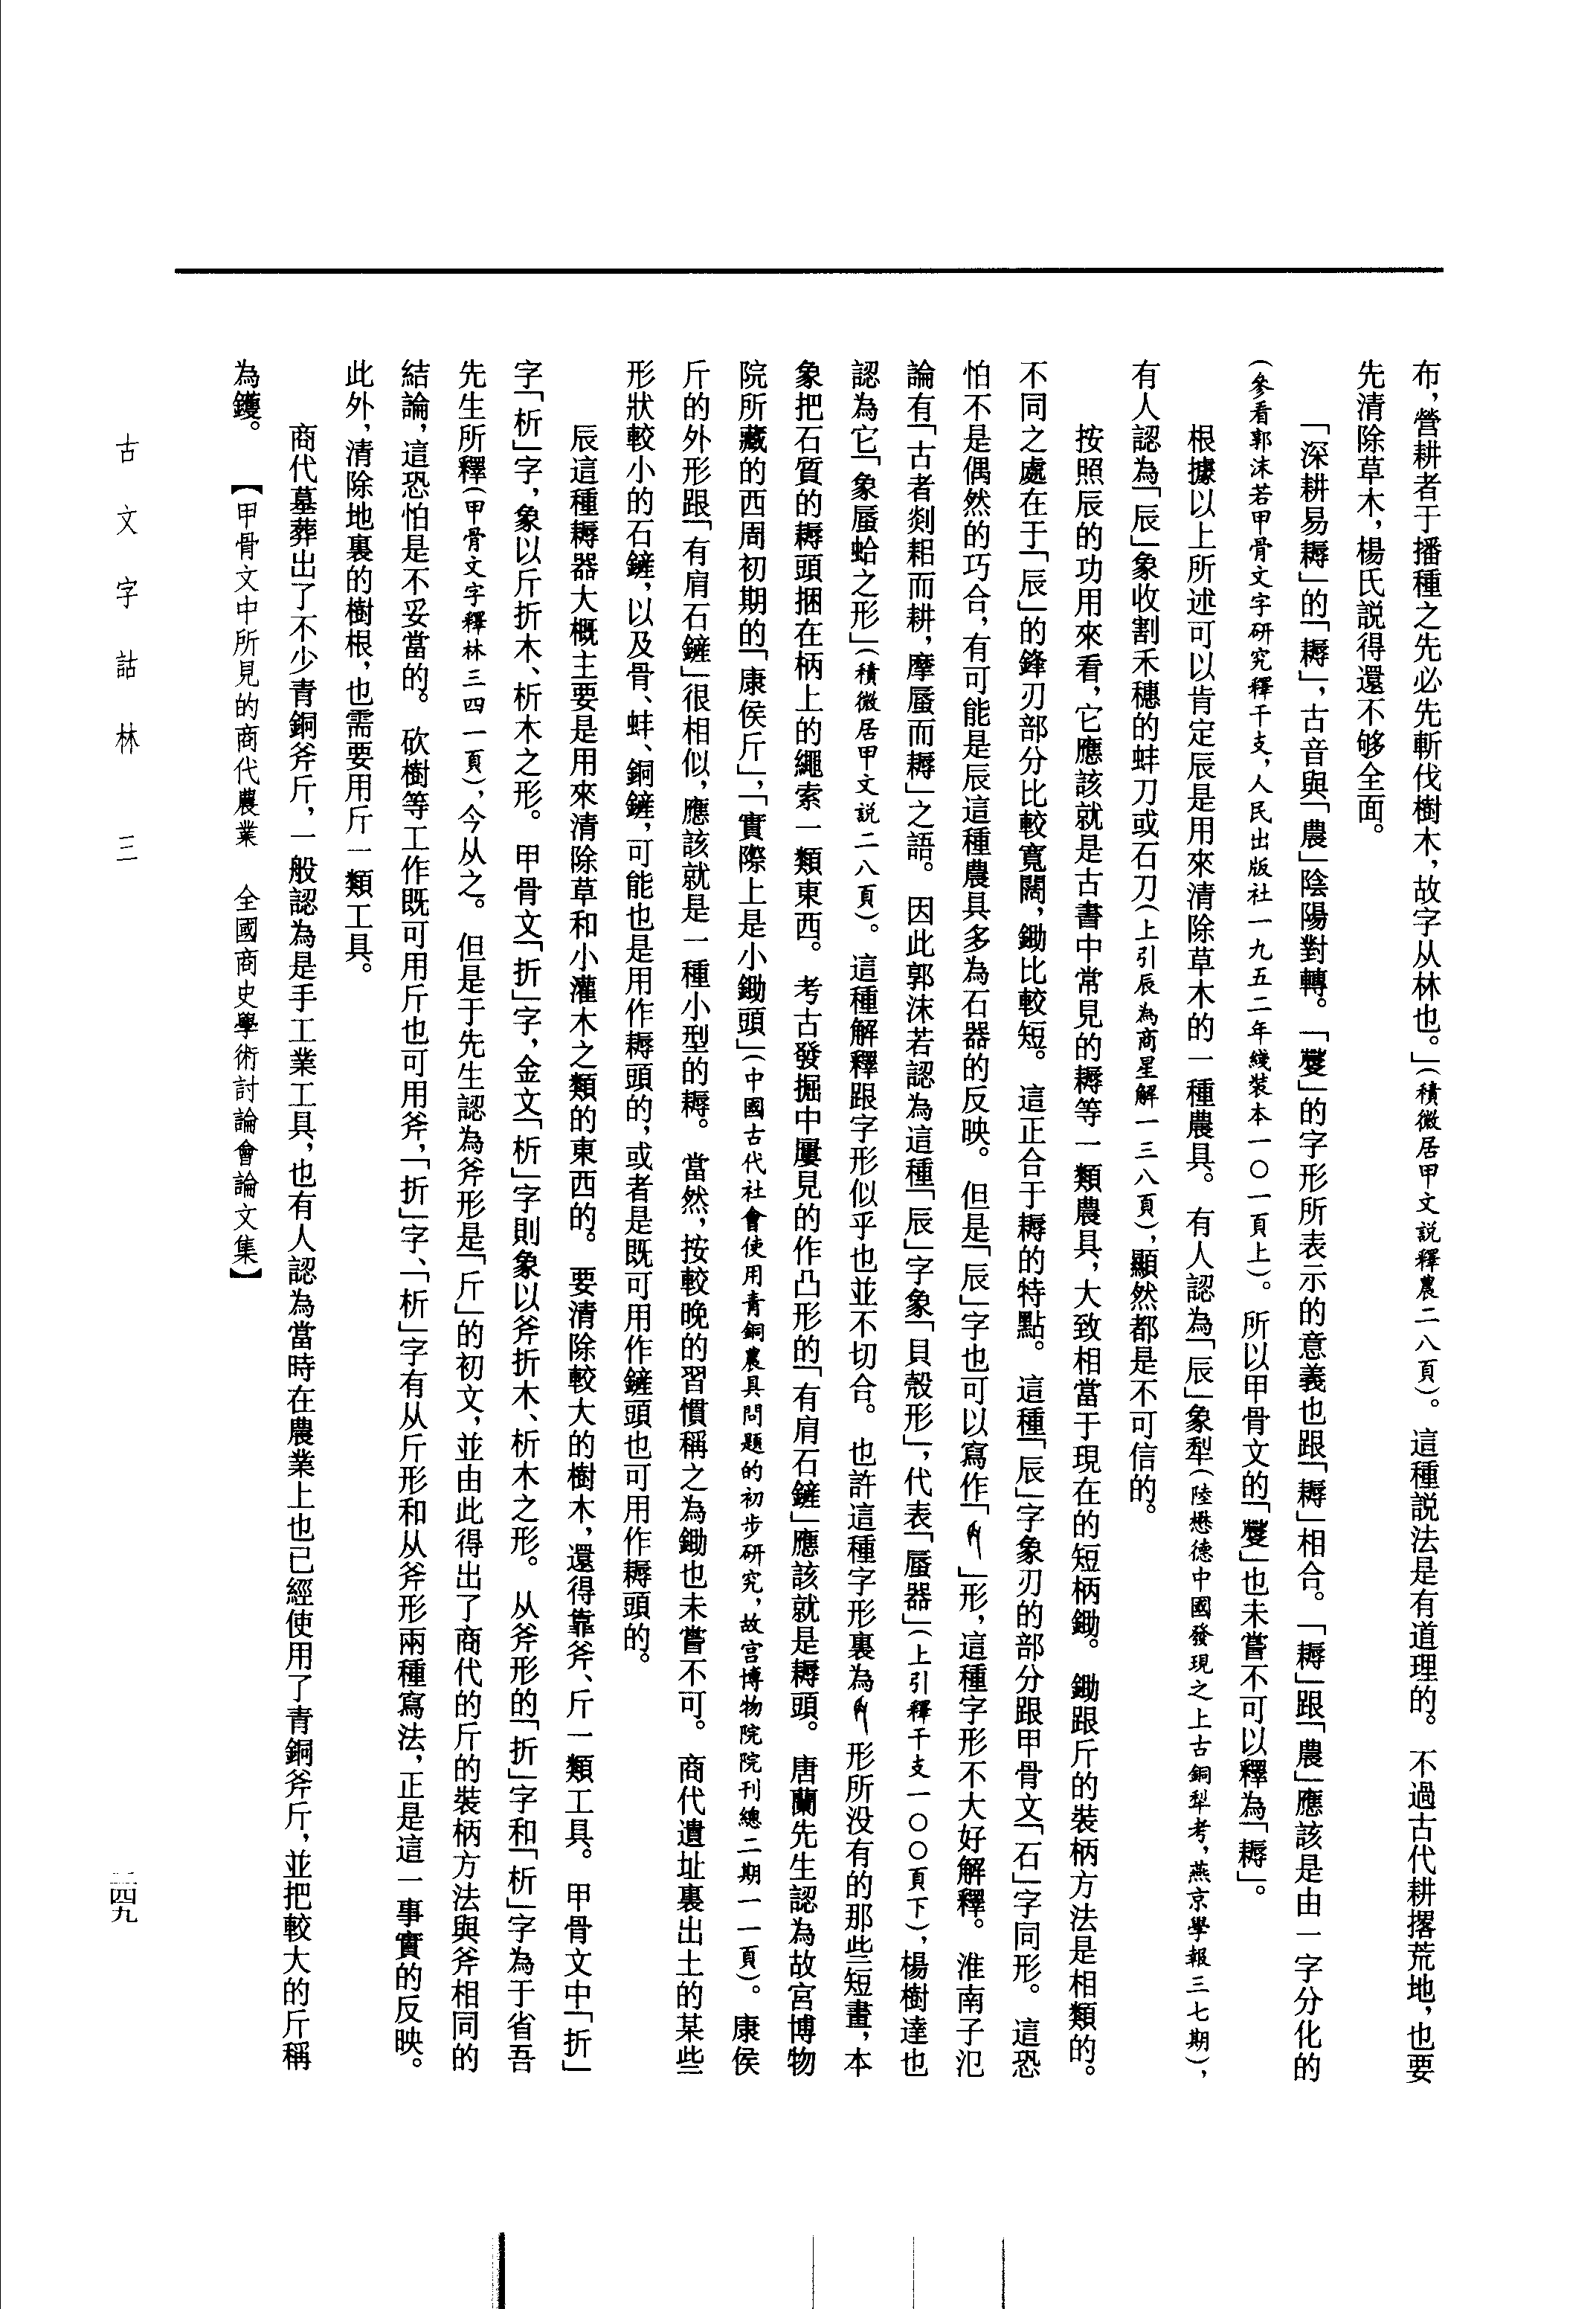 布，營耕者于播種之先必先斬伐樹木，故字从林也。」（積微居甲文説釋農二八頁）。這種説法是有道理的。不過古代耕撂荒地，也要
先清除草木，楊氏説得還不够全面。
「深耕易耨」的「耨」，古音與「農」陰陽對轉。「」的字形所表示的意義也跟「耨」相合。「耨」跟「農」應該是由一字分化的
（參看郭沫若甲骨文字研究釋干支，人民出版社一九五二年綫裝本一〇一頁上）。所以甲骨文的「」也未嘗不可以釋為「耨」。
根據以上所述可以肯定辰是用來清除草木的一種農具。有人認為「辰」象犁（陸懋德中國發現之上古銅犁考，燕京學報三七期），
有人認為「辰」象收割禾穗的蚌刀或石刀（上引辰為商星解一三八頁），顯然都是不可信的。
按照辰的功用來看，它應該就是古書中常見的耨等一類農具，大致相當于現在的短柄鋤。鋤跟斤的裝柄方法是相類的。
不同之處在于「辰」的鋒刃部分比較寬闊，鋤比較短。這正合于耨的特點。這種「辰」字象刃的部分跟甲骨文「石」字同形。這恐
怕不是偶然的巧合，有可能是辰這種農具多為石器的反映。但是「辰」字也可以寫作「」形，這種字形不大好解釋。淮南子氾
論有「古者剡耜而耕，摩蜃而耨」之語。因此郭沫若認為這種「辰」字象「貝殼形」，代表「蜃器」（上引釋干支一〇〇頁下），楊樹達也
認為它「象蜃蛤之形」（積微居甲文説二八頁）。這種解釋跟字形似乎也並不切合。也許這種字形裏為形所没有的那些短畫，本
象把石質的耨頭捆在柄上的繩索一類東西。考古發掘中屢見的作凸形的「有肩石鏟」應該就是耨頭。唐蘭先生認為故宫博物
院所藏的西周初期的「康侯斤」，「實際上是小鋤頭」（中國古代社會使用青銅農具問題的初步研究，故宫博物院院刊總二期一一頁）。康侯
斤的外形跟「有肩石鏟」很相似，應該就是一種小型的耨。當然，按較晚的習慣稱之為鋤也未嘗不可。商代遺址裏出土的某些
形狀較小的石鏟，以及骨、蚌、銅鏟，可能也是用作耨頭的，或者是既可用作鏟頭也可用作耨頭的。
辰這種耨器大概主要是用來清除草和小灌木之類的東西的。要清除較大的樹木，還得靠斧、斤一類工具。甲骨文中「折」
字「析」字，象以斤折木、析木之形。甲骨文「折」字，金文「析」字則象以斧折木、析木之形。从斧形的「折」字和「析」字為于省吾
先生所釋（甲骨文字釋林三四一頁），今从之。但是于先生認為斧形是「斤」的初文，並由此得出了商代的斤的裝柄方法與斧相同的
結論，這恐怕是不妥當的。砍樹等工作既可用斤也可用斧，「折」字、「析」字有从斤形和从斧形兩種寫法，正是這一事實的反映。
此外，清除地裏的樹根，也需要用斤一類工具。
商代墓葬出了不少青銅斧斤，一般認為是手工業工具，也有人認為當時在農業上也已經使用了青銅斧斤，並把較大的斤稱
為钁。【甲骨文中所見的商代農業　全國商史學術討論會論文集】
古文字詁林　三
三四九